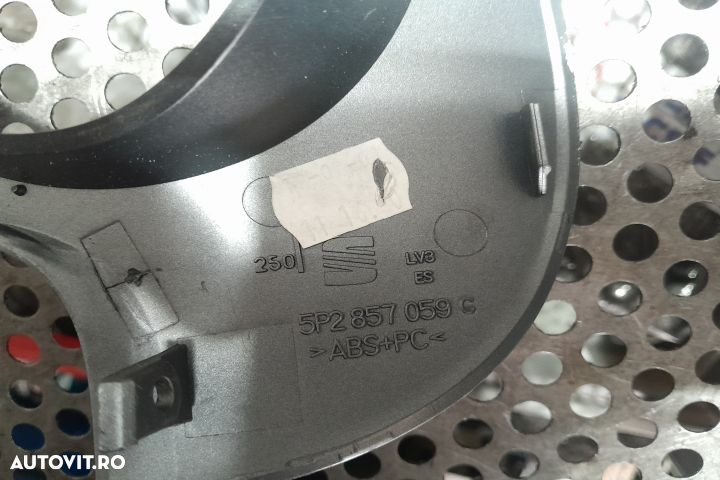 250
LV3
ES
5P2 857 059 C
>ABS+PC<
AUTOVIT.RO